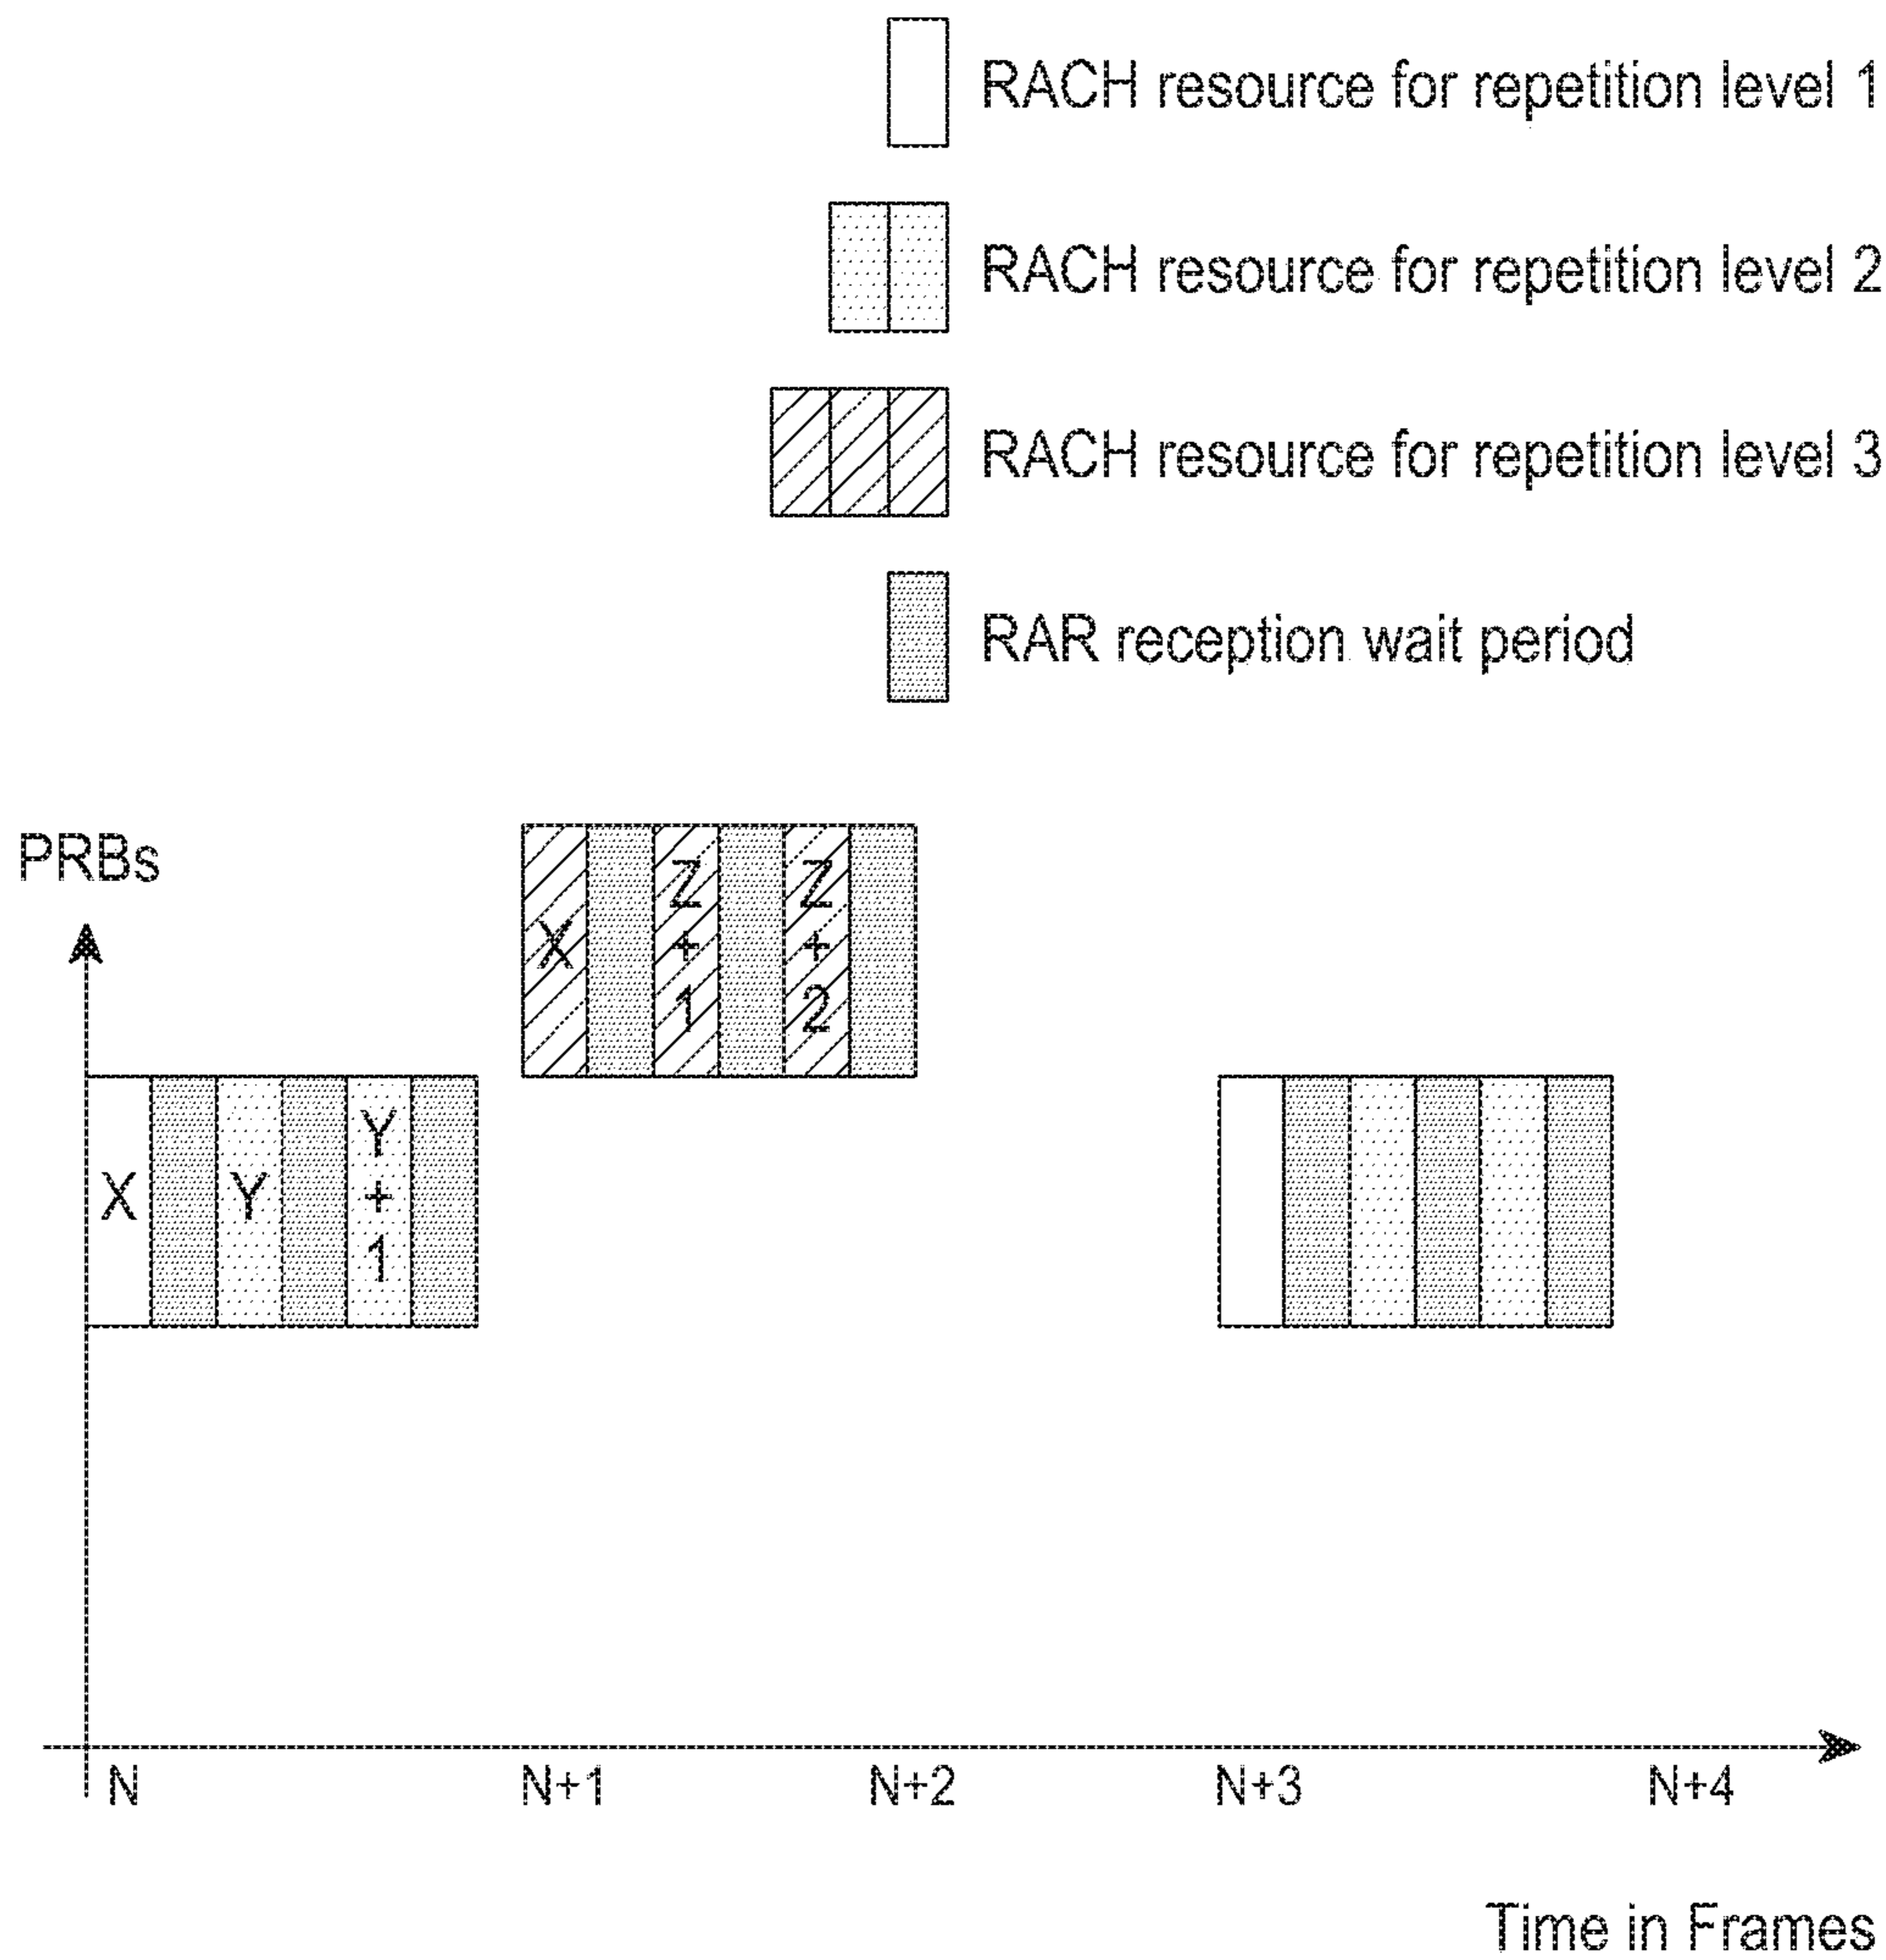 RACH resource for repetition level 1
RACH resource for repetition level 2
RACH resource for repetition level 3
RAR reception wait period
PRBs
X
Z
+
1
Z
+
2
X
Y
Y
+
1
N
N+1
N+2
N+3
N+4
Time in Frames